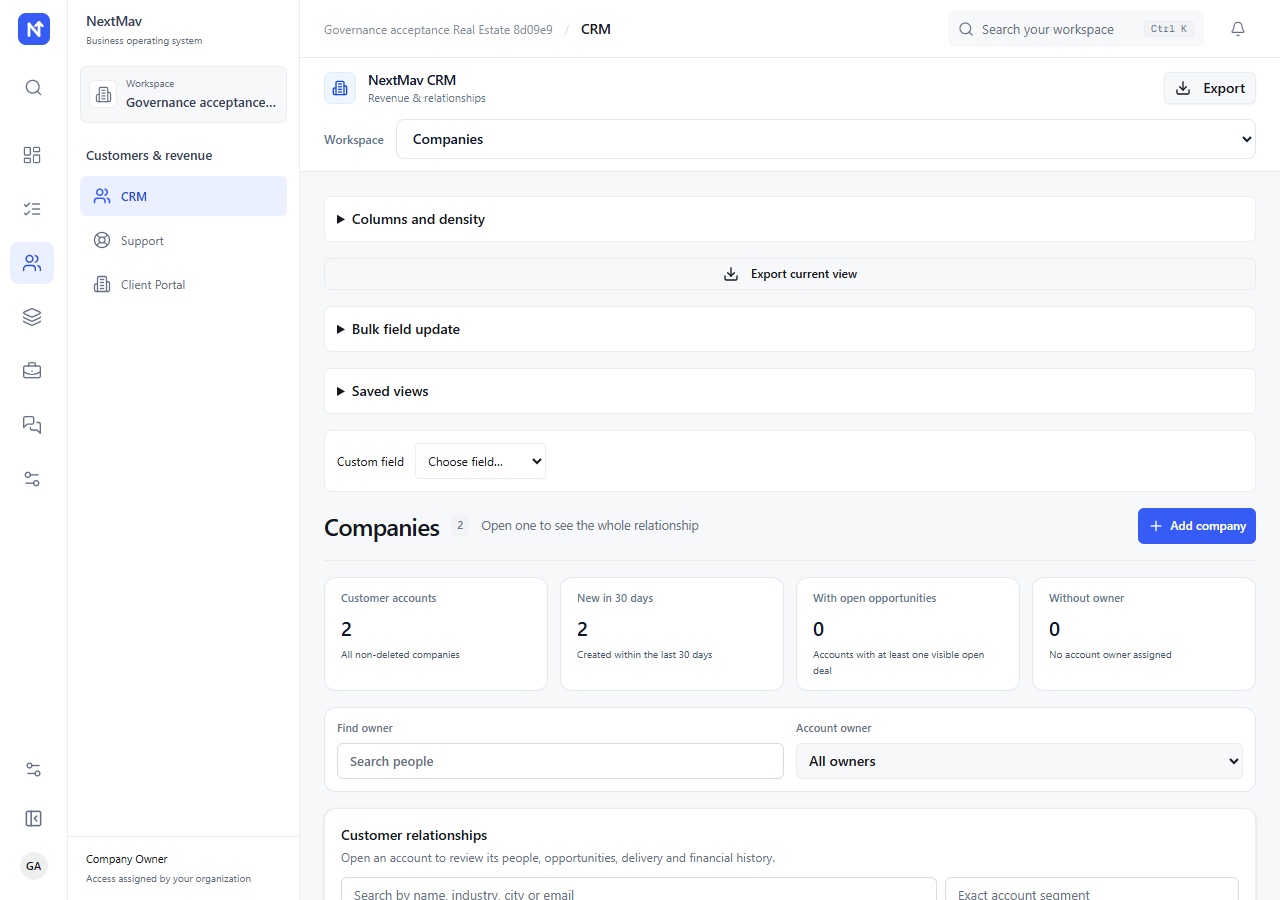 NextMav
Business operating system
Workspace
Governance acceptance...
Customers & revenue
CRM
Support
Client Portal
Company Owner
Access assigned by your organization
GA
Governance acceptance Real Estate 8d09e9 / CRM
Search your workspace Ctrl K
NextMav CRM
Revenue & relationships
Export
Workspace Companies
Columns and density
Export current view
Bulk field update
Saved views
Custom field Choose field...
Companies 2 Open one to see the whole relationship
Add company
Customer accounts
2
All non-deleted companies
New in 30 days
2
Created within the last 30 days
With open opportunities
0
Accounts with at least one visible open
deal
Without owner
0
No account owner assigned
Find owner
Search people
Account owner
All owners
Customer relationships
Open an account to review its people, opportunities, delivery and financial history.
Search by name, industry, city or email
Exact account segment